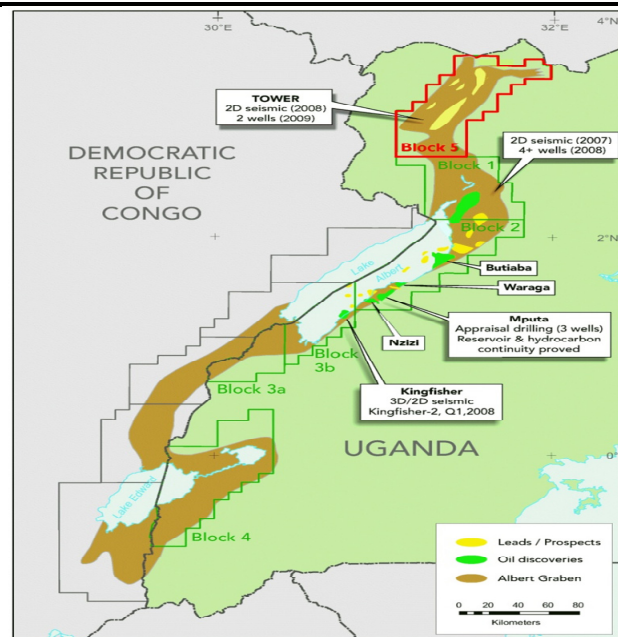 30°E
32°E
4°N
TOWER
2D seismic (2008)
2 wells (2009)
Block 5
2D seismic (2007)
4+ wells (2008)
Block 1
DEMOCRATIC
REPUBLIC
OF
CONGO
Block 2
2°N
Lake Albert
Butiaba
Waraga
Mputa
Appraisal drilling (3 wells)
Reservoir & hydrocarbon
continuity proved
Nzizi
Block
3b
Block 3a
Kingfisher
3D/2D seismic
Kingfisher-2, Q1,2008
UGANDA
0°
Lake Edward
Block 4
Leads / Prospects
Oil discoveries
Albert Graben
0 20 40 60 80
Kilometers